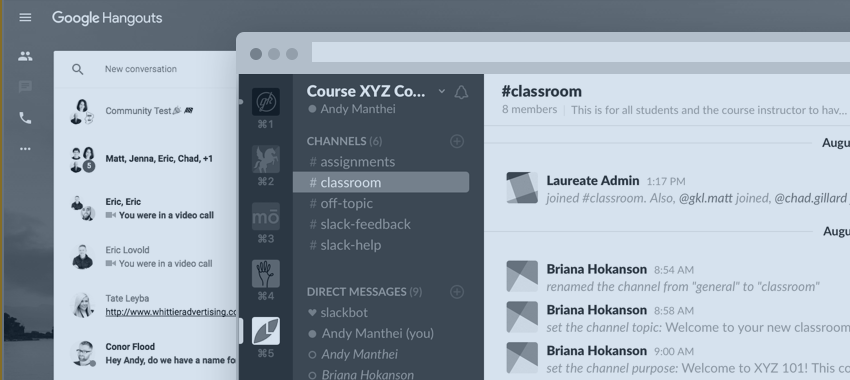 Google Hangouts
New conversation
Community Test
Matt, Jenna, Eric, Chad, +1
5
Eric, Eric
You were in a video call
Eric Lovold
You were in a video call
Tate Leyba
http://www.whittieradvertising.co
Conor Flood
Hey Andy, do we have a name fo
gk
⌘1
⌘2
mō
⌘3
⌘4
⌘5
Course XYZ Co...
Andy Manthei
CHANNELS (6)
# assignments
# classroom
# off-topic
# slack-feedback
# slack-help
DIRECT MESSAGES (9)
slackbot
Andy Manthei (you)
Andy Manthei
Briana Hokanson
#classroom
8 members | This is for all students and the course instructor to hav...
Augu
Laureate Admin 1:17 PM
joined #classroom. Also, @gkl.matt joined, @chad.gillard
Augu
Briana Hokanson 8:54 AM
renamed the channel from "general" to "classroom"
Briana Hokanson 8:58 AM
set the channel topic: Welcome to your new classroom
Briana Hokanson 9:00 AM
set the channel purpose: Welcome to XYZ 101! This co